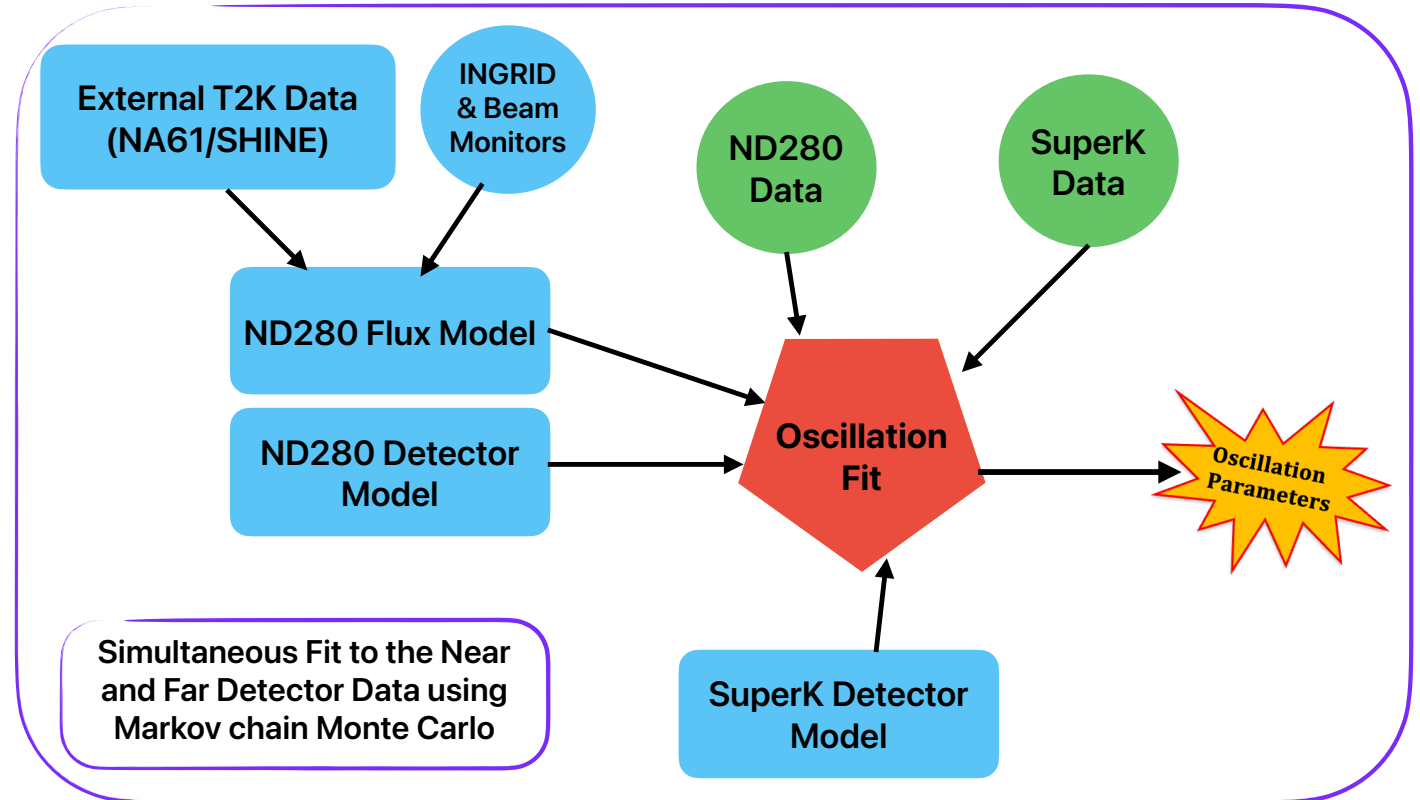 External T2K Data
(NA61/SHINE)
INGRID
& Beam
Monitors
ND280
Data
SuperK
Data
ND280 Flux Model
ND280 Detector
Model
Oscillation
Fit
Oscillation
Parameters
Simultaneous Fit to the Near
and Far Detector Data using
Markov chain Monte Carlo
SuperK Detector
Model